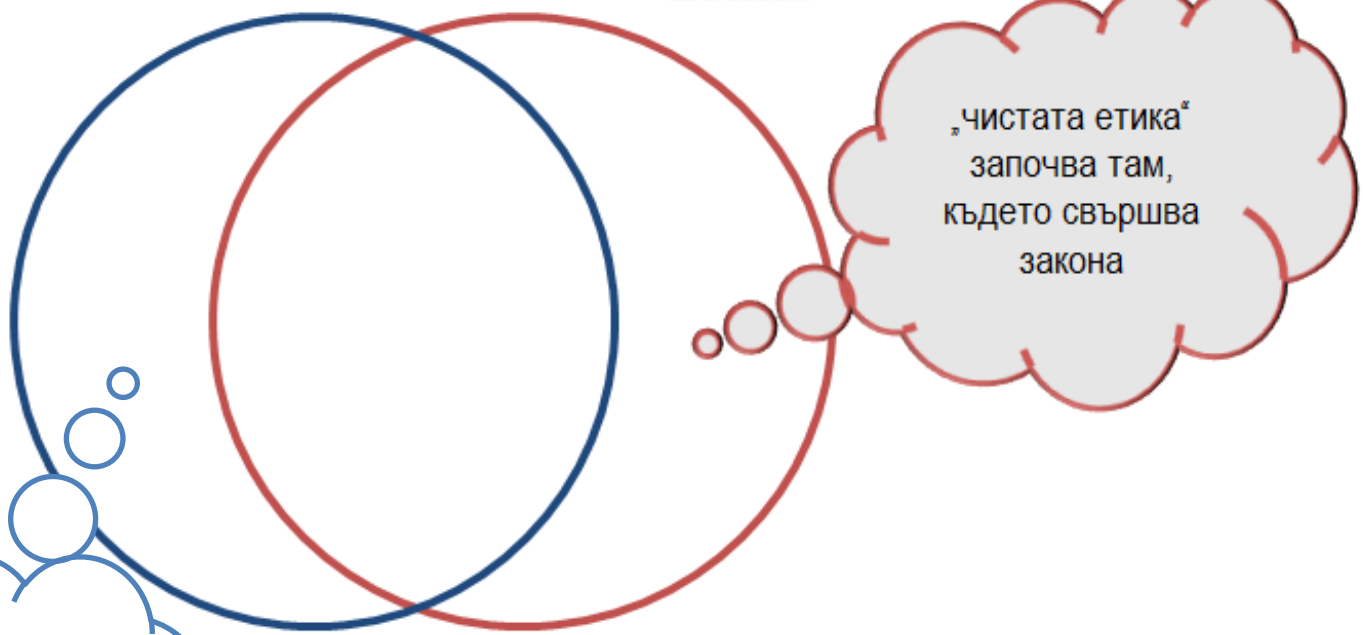 „чистата етика“
започва там,
където свършва
закона